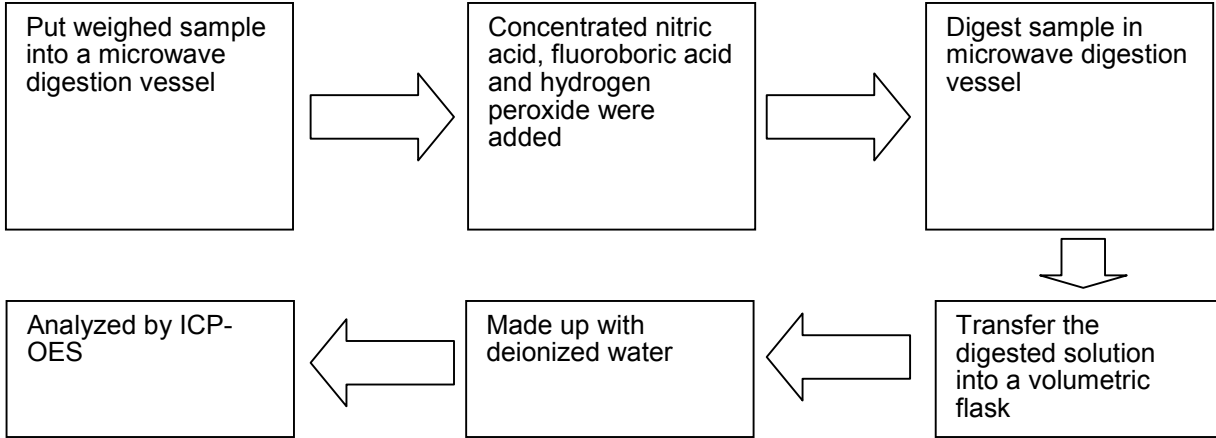 Put weighed sample
into a microwave
digestion vessel
Concentrated nitric
acid, fluoroboric acid
and hydrogen
peroxide were
added
Digest sample in
microwave digestion
vessel
Transfer the
digested solution
into a volumetric
flask
Made up with
deionized water
Analyzed by ICP-
OES